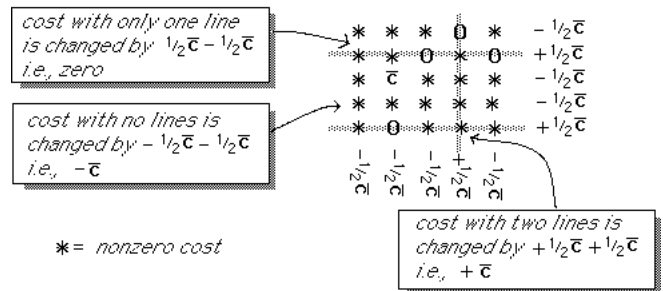 cost with only one line
is changed by ½c̅ - ½c̅
i.e., zero
cost with no lines is
changed by - ½c̅ - ½c̅
i.e., - c̅
* = nonzero cost
* * * 0 * - ½c̅
* * 0 * 0 + ½c̅
* c̅ * * * - ½c̅
* * * * * - ½c̅
* 0 * * * + ½c̅
- ½c̅ - ½c̅ - ½c̅ + ½c̅ - ½c̅
cost with two lines is
changed by + ½c̅ + ½c̅
i.e., + c̅